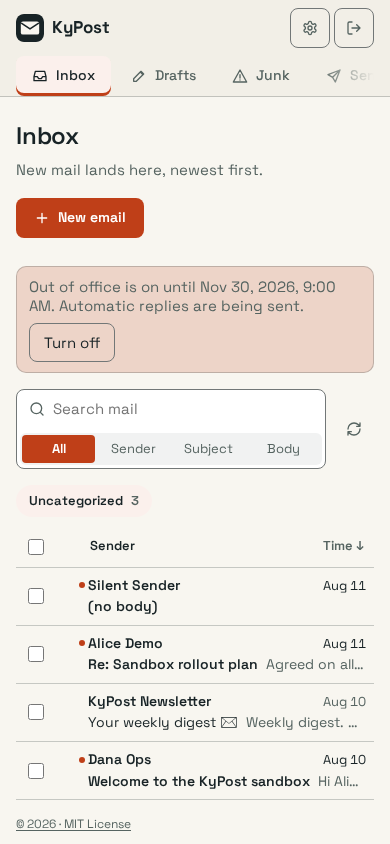 KyPost
Inbox Drafts Junk Sen
Inbox
New mail lands here, newest first.
New email
Out of office is on until Nov 30, 2026, 9:00
AM. Automatic replies are being sent.
Turn off
Search mail
All Sender Subject Body
Uncategorized 3
Sender Time ↓
Silent Sender Aug 11
(no body)
Alice Demo Aug 11
Re: Sandbox rollout plan Agreed on all...
KyPost Newsletter Aug 10
Your weekly digest ✉ Weekly digest. ...
Dana Ops Aug 10
Welcome to the KyPost sandbox Hi Ali...
© 2026 · MIT License